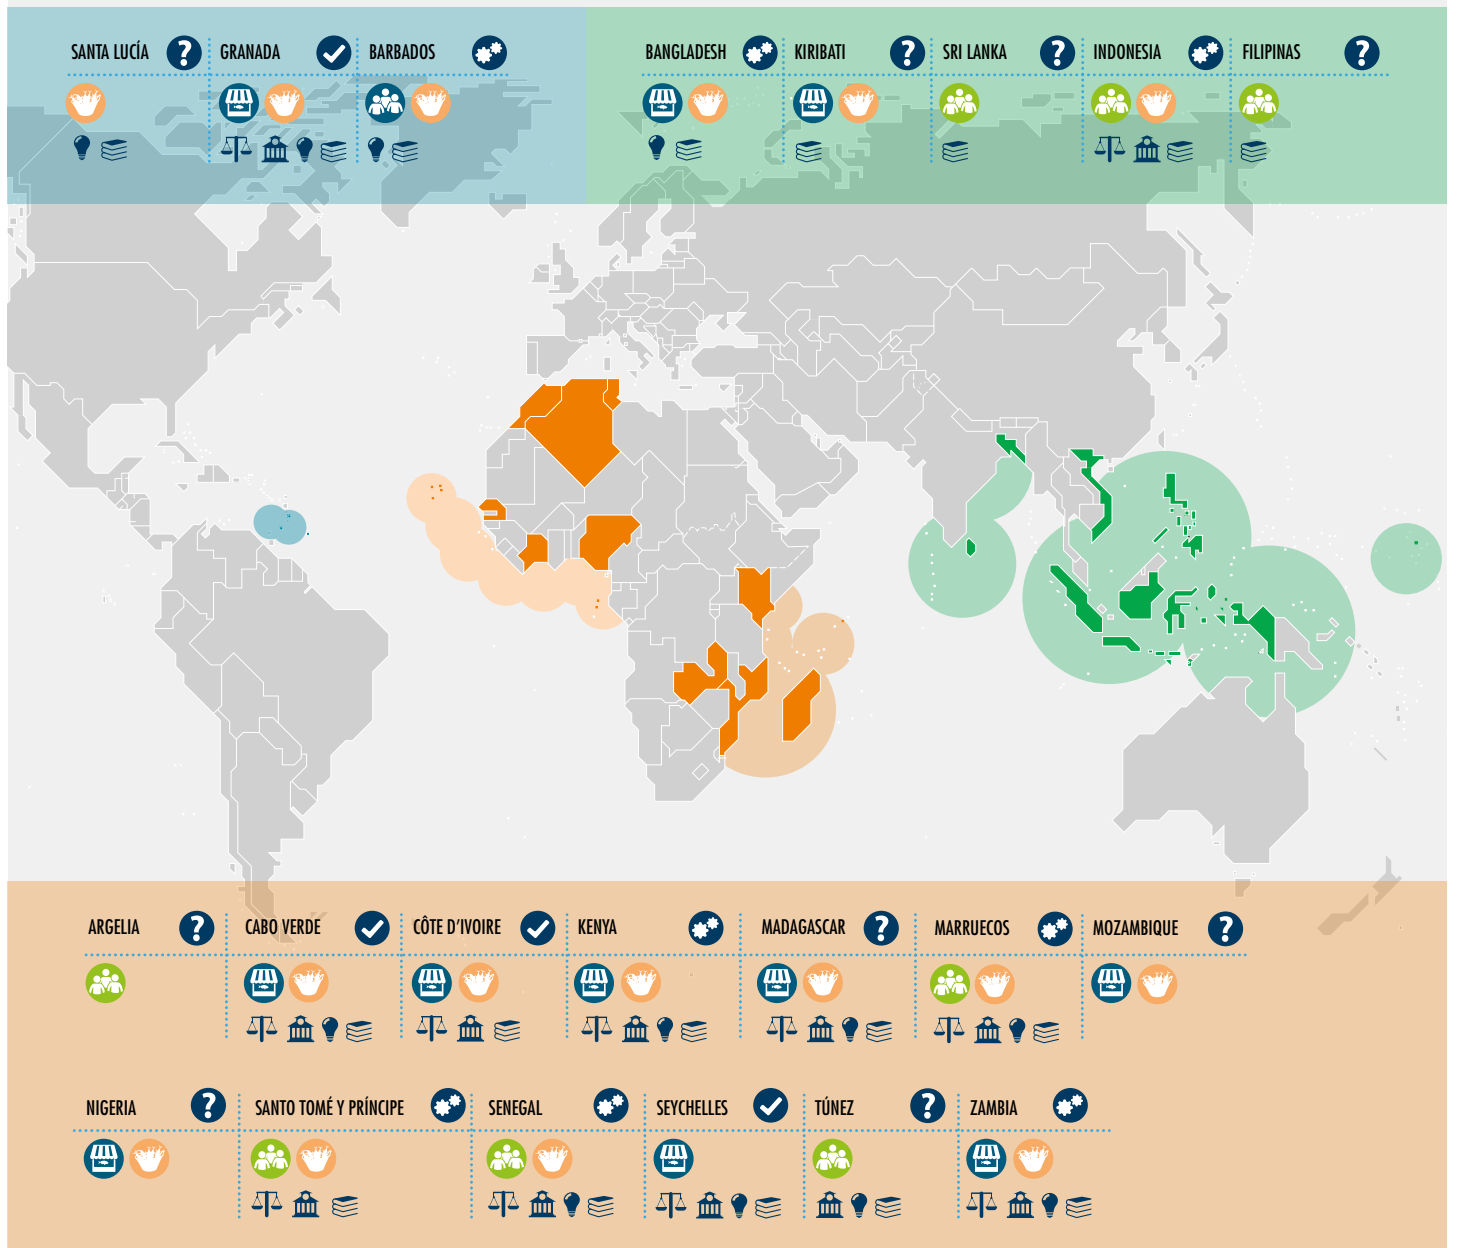 SANTA LUCÍA ?
GRANADA
BARBADOS
BANGLADESH
KIRIBATI ?
SRI LANKA ?
INDONESIA
FILIPINAS ?
ARGELIA ?
CABO VERDE
CÔTE D'IVOIRE
KENYA
MADAGASCAR ?
MARRUECOS
MOZAMBIQUE ?
NIGERIA ?
SANTO TOMÉ Y PRÍNCIPE
SENEGAL
SEYCHELLES
TÚNEZ ?
ZAMBIA